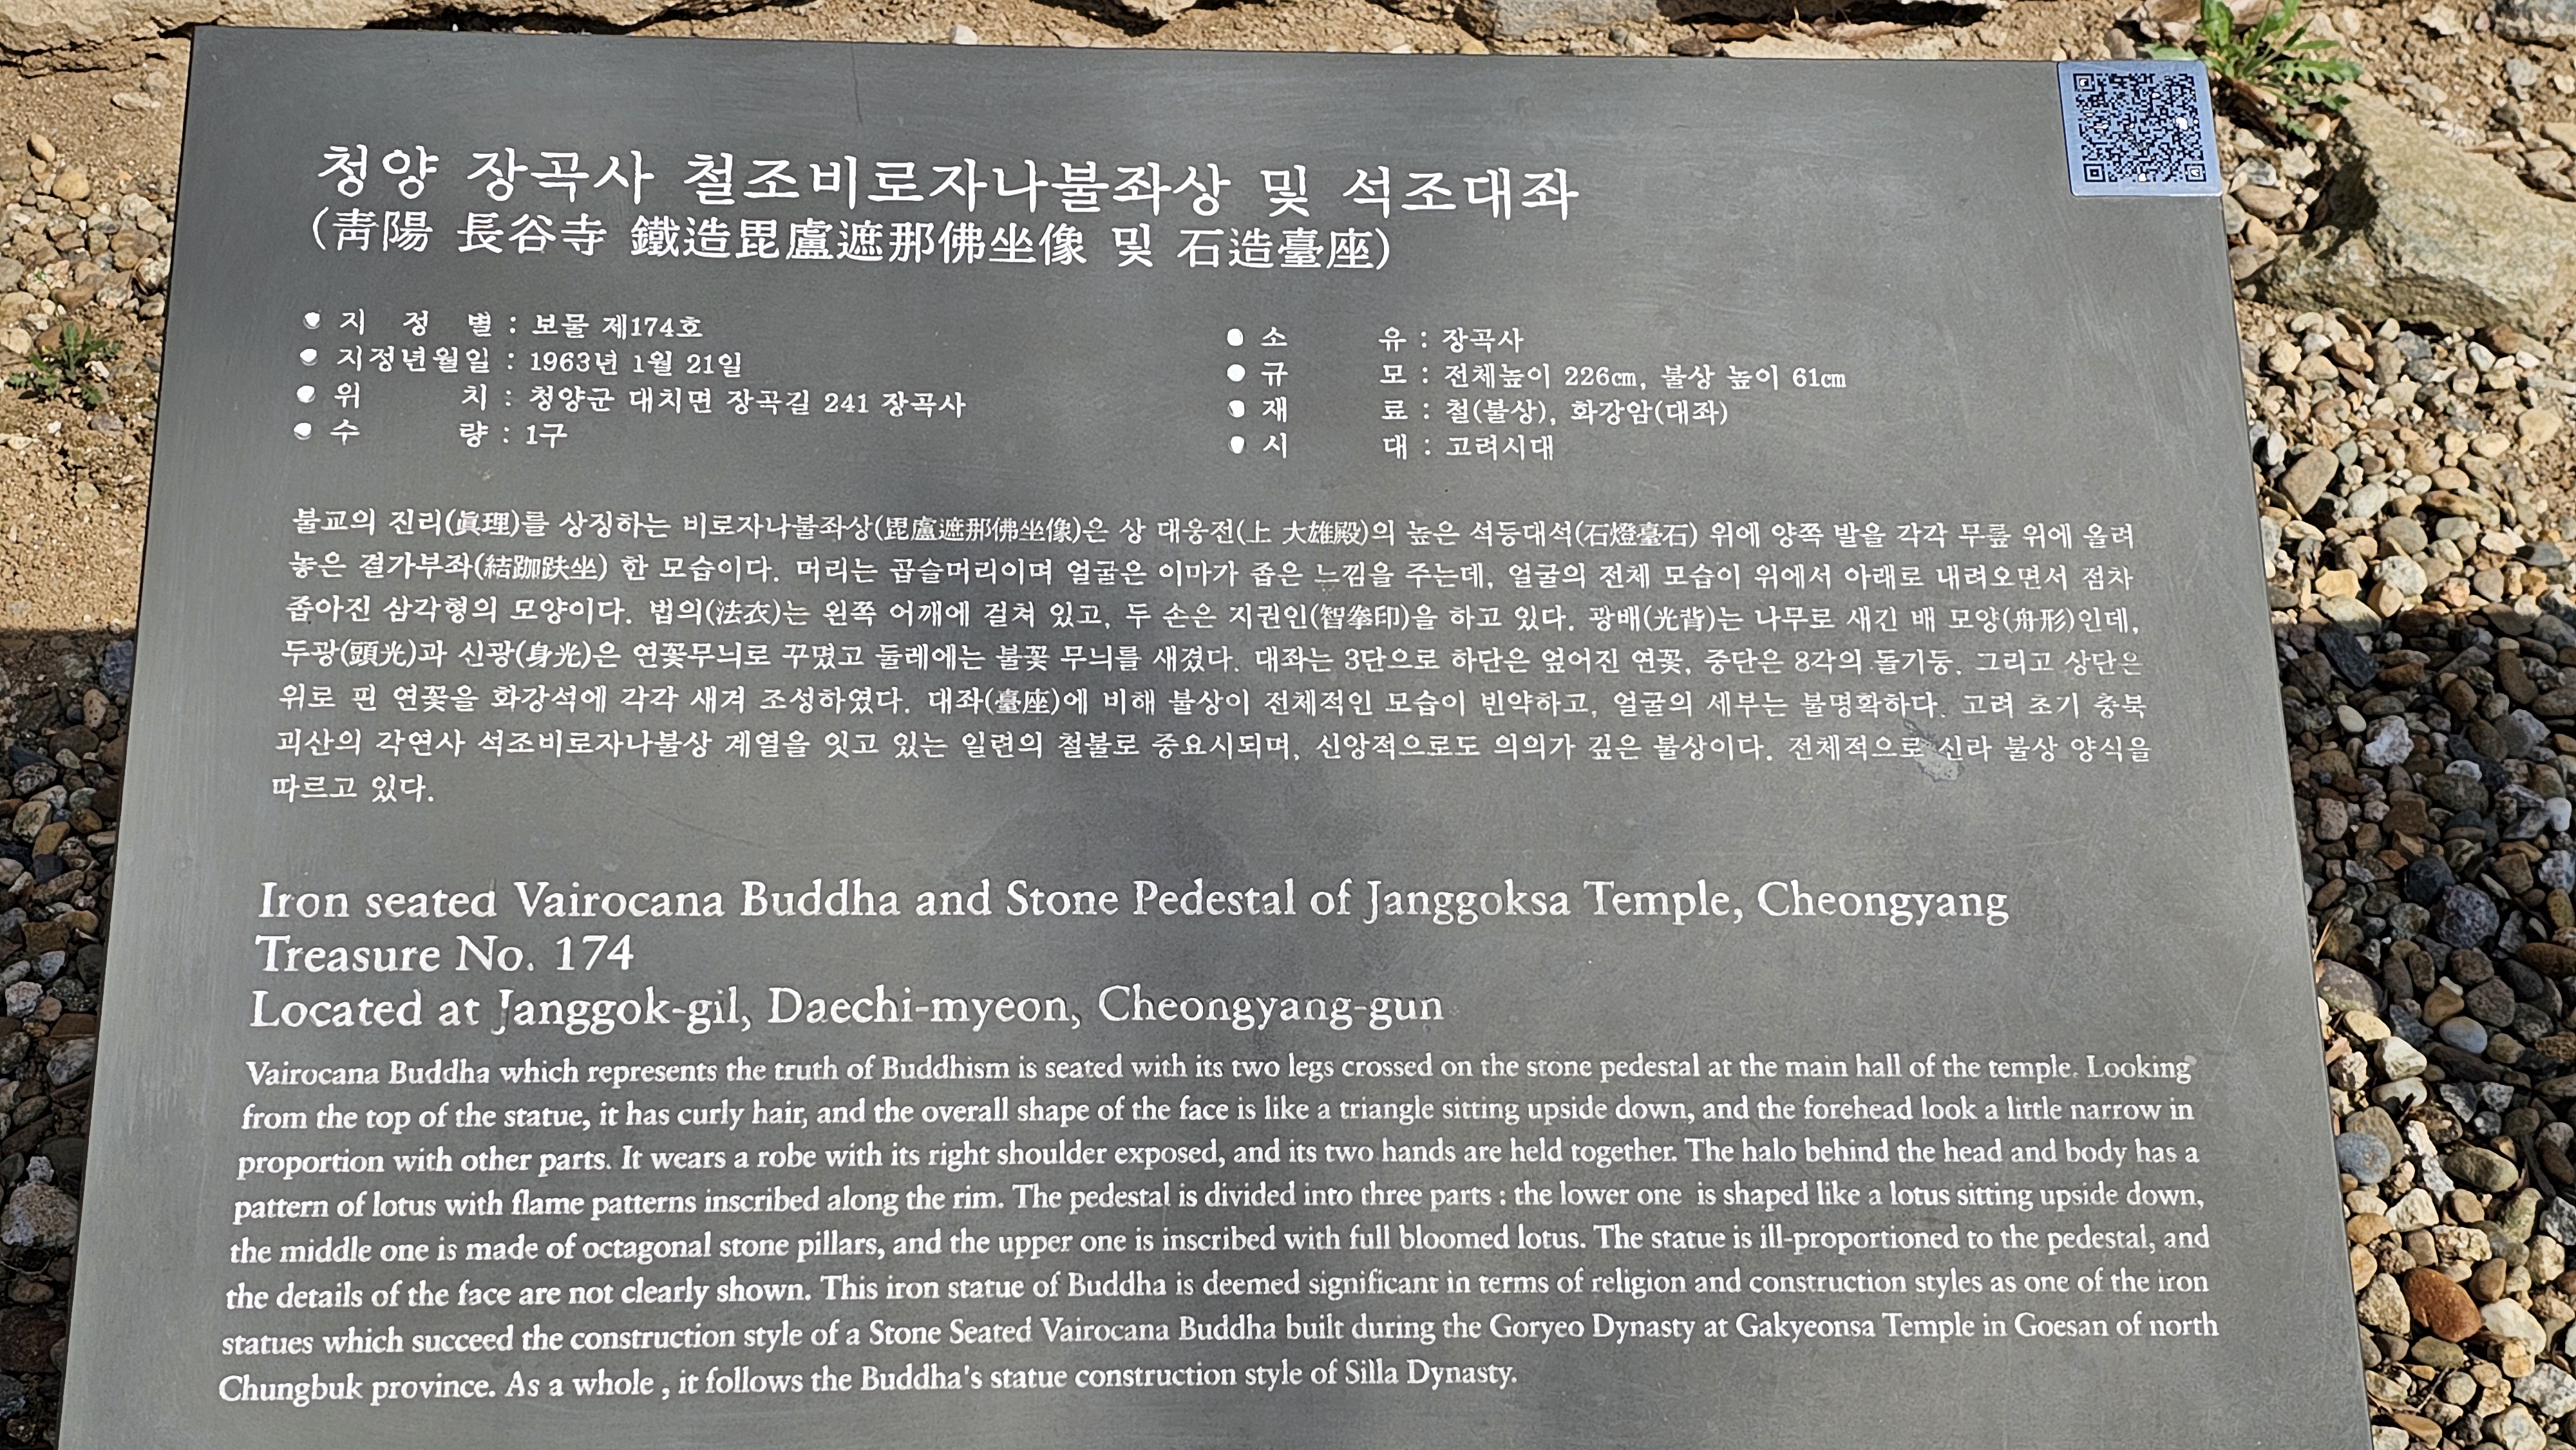 청양 장곡사 철조비로자나불좌상 및 석조대좌
(靑陽 長谷寺 鐵造毘盧遮那佛坐像 및 石造臺座)
● 지 정 별 : 보물 제174호
● 지정년월일 : 1963년 1월 21일
● 위 치 : 청양군 대치면 장곡길 241 장곡사
● 수 량 : 1구
● 소 유 : 장곡사
● 규 모 : 전체높이 226㎝, 불상 높이 61㎝
● 재 료 : 철(불상), 화강암(대좌)
● 시 대 : 고려시대
불교의 진리(眞理)를 상징하는 비로자나불좌상(毘盧遮那佛坐像)은 상 대웅전(上 大雄殿)의 높은 석등대석(石燈臺石) 위에 양쪽 발을 각각 무릎 위에 올려
놓은 결가부좌(結跏趺坐) 한 모습이다. 머리는 곱슬머리이며 얼굴은 이마가 좁은 느낌을 주는데, 얼굴의 전체 모습이 위에서 아래로 내려오면서 점차
좁아진 삼각형의 모양이다. 법의(法衣)는 왼쪽 어깨에 걸쳐 있고, 두 손은 지권인(智拳印)을 하고 있다. 광배(光背)는 나무로 새긴 배 모양(舟形)인데,
두광(頭光)과 신광(身光)은 연꽃무늬로 꾸몄고 둘레에는 불꽃 무늬를 새겼다. 대좌는 3단으로 하단은 엎어진 연꽃, 중단은 8각의 돌기둥, 그리고 상단은
위로 핀 연꽃을 화강석에 각각 새겨 조성하였다. 대좌(臺座)에 비해 불상이 전체적인 모습이 빈약하고, 얼굴의 세부는 불명확하다. 고려 초기 충북
괴산의 각연사 석조비로자나불상 계열을 잇고 있는 일련의 철불로 중요시되며, 신앙적으로도 의의가 깊은 불상이다. 전체적으로 신라 불상 양식을
따르고 있다.
Iron seated Vairocana Buddha and Stone Pedestal of Janggoksa Temple, Cheongyang
Treasure No. 174
Located at Janggok-gil, Daechi-myeon, Cheongyang-gun
Vairocana Buddha which represents the truth of Buddhism is seated with its two legs crossed on the stone pedestal at the main hall of the temple. Looking
from the top of the statue, it has curly hair, and the overall shape of the face is like a triangle sitting upside down, and the forehead look a little narrow in
proportion with other parts. It wears a robe with its right shoulder exposed, and its two hands are held together. The halo behind the head and body has a
pattern of lotus with flame patterns inscribed along the rim. The pedestal is divided into three parts : the lower one is shaped like a lotus sitting upside down,
the middle one is made of octagonal stone pillars, and the upper one is inscribed with full bloomed lotus. The statue is ill-proportioned to the pedestal, and
the details of the face are not clearly shown. This iron statue of Buddha is deemed significant in terms of religion and construction styles as one of the iron
statues which succeed the construction style of a Stone Seated Vairocana Buddha built during the Goryeo Dynasty at Gakyeonsa Temple in Goesan of north
Chungbuk province. As a whole , it follows the Buddha's statue construction style of Silla Dynasty.